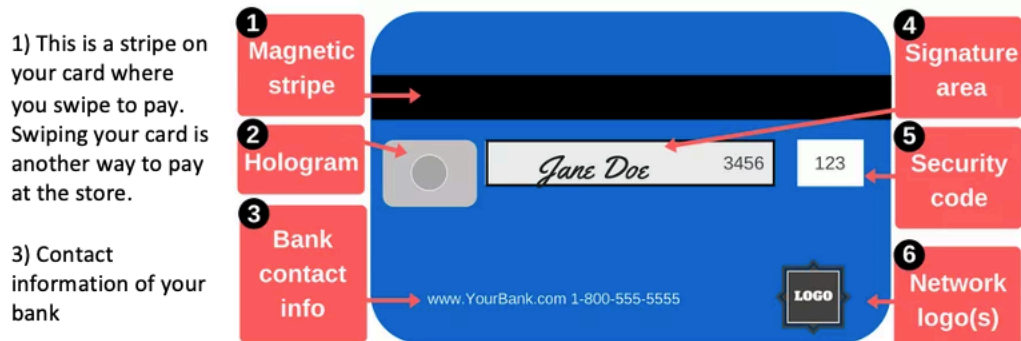 1) This is a stripe on
your card where
you swipe to pay.
Swiping your card is
another way to pay
at the store.
3) Contact
information of your
bank
1
Magnetic
stripe
2
Hologram
3
Bank
contact
info
Jane Doe 3456 123
www.YourBank.com 1-800-555-5555
LOGO
4
Signature
area
5
Security
code
6
Network
logo(s)